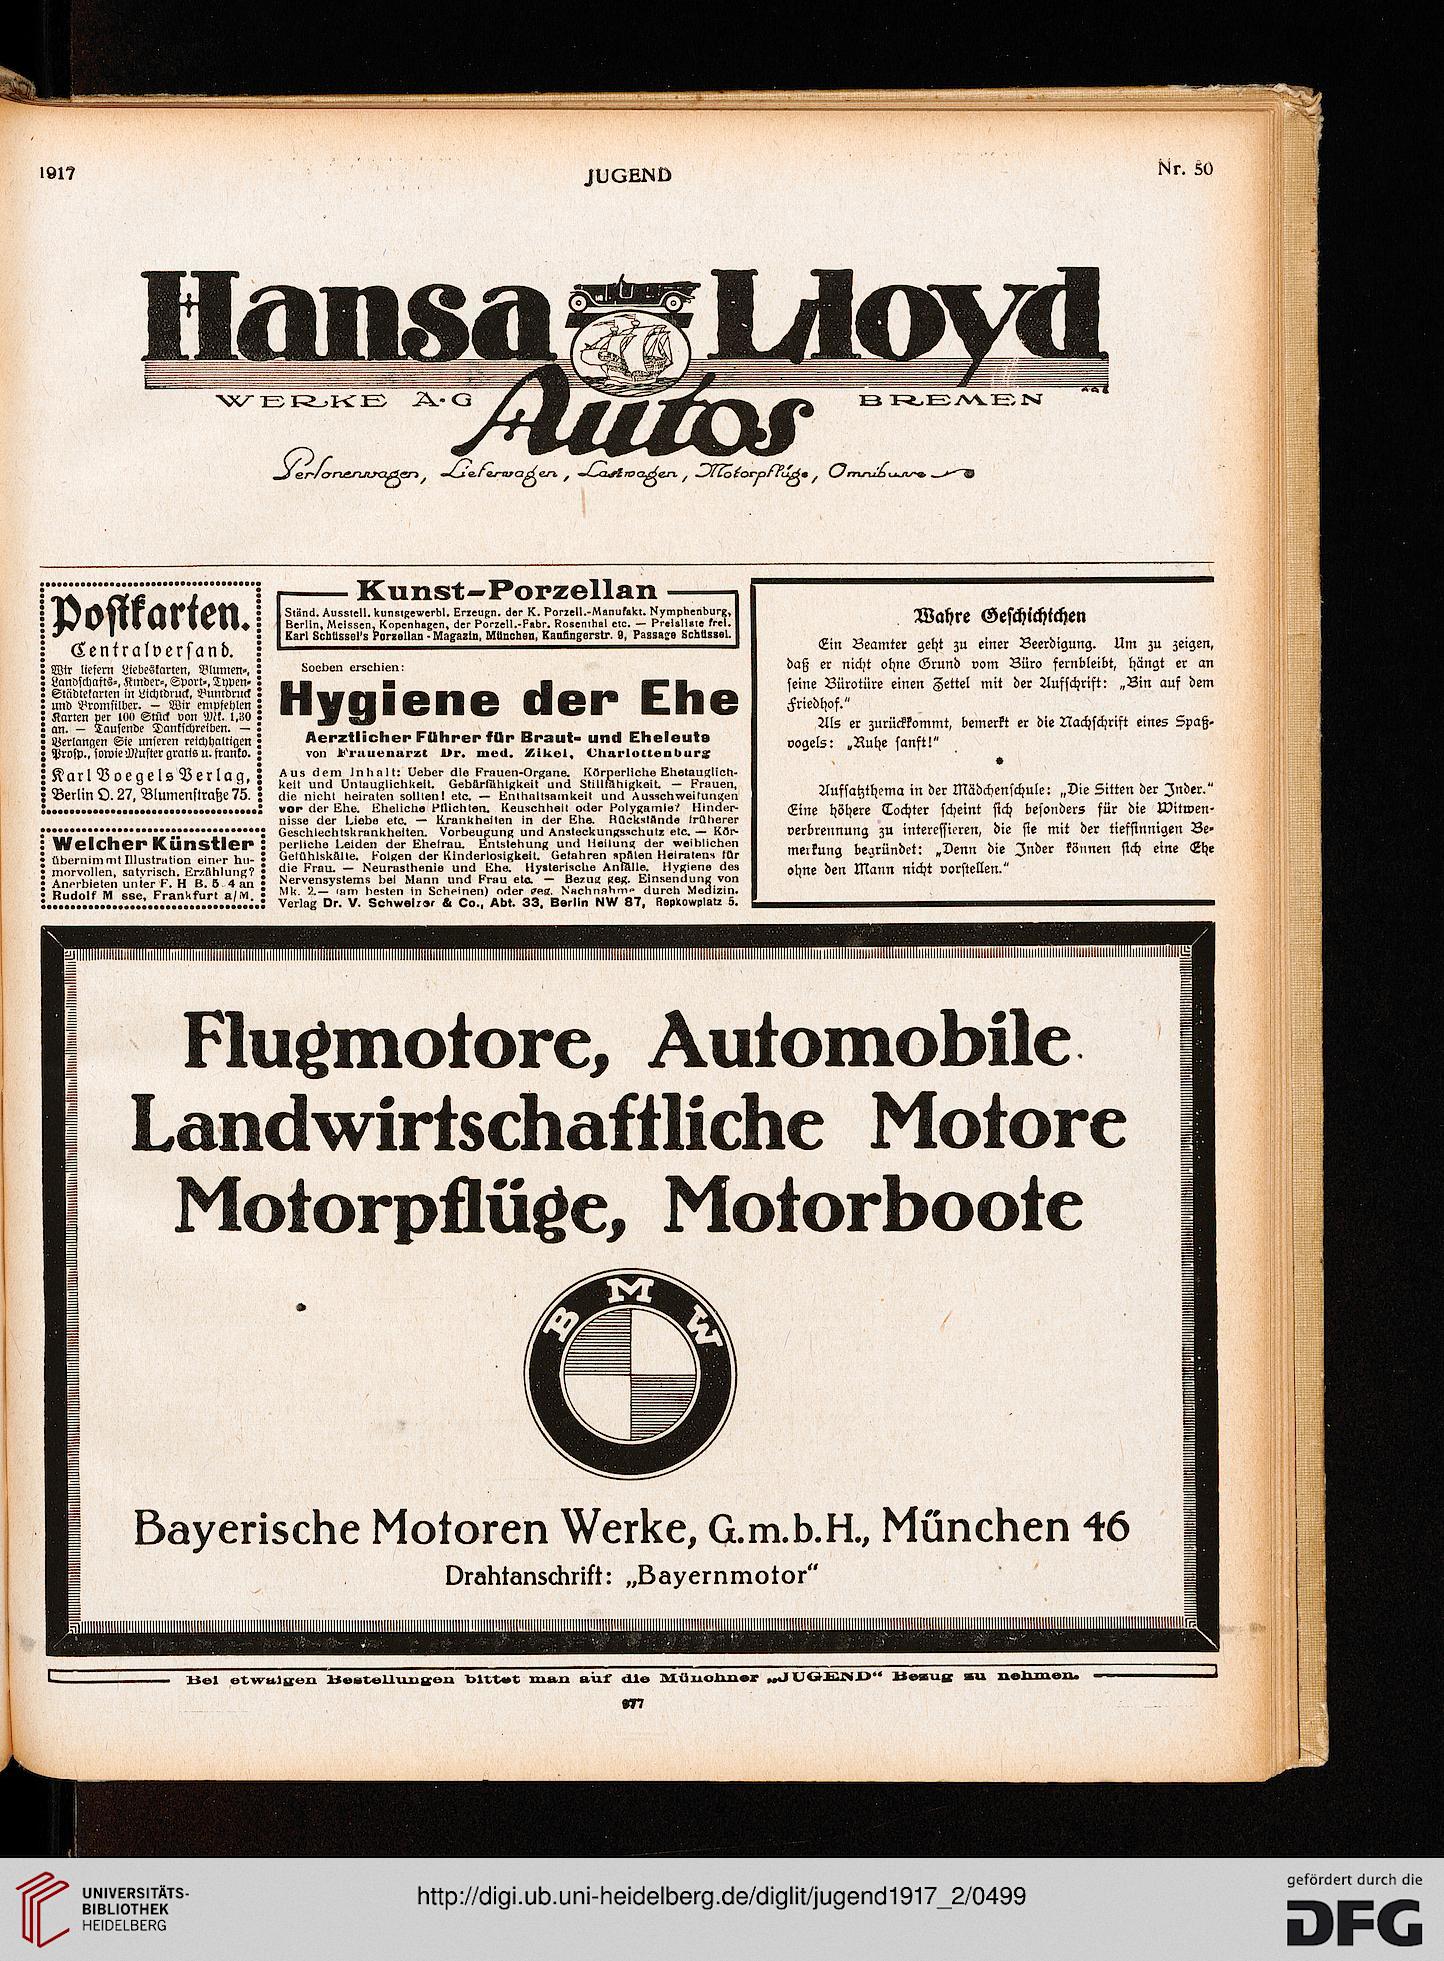 1917
JUGEND
Nr. 50
Hansa Lloyd
WERKE A·G
Autos
BREMEN
Personenwagen, Lieferwagen, Lastwagen, Motorpflüge, Omnibusse
Postkarten.
Centralversand.
Wir liefern Liebeskarten, Blumen-,
Landschafts-, Kinder-, Sport-, Typen-
Städtekarten in Lichtdruck, Buntdruck
und Bromsilber. — Wir empfehlen
Karten per 100 Stück von Mk. 1,30
an. — Tausende Dankschreiben. —
Verlangen Sie unseren reichhaltigen
Prosp., sowie Muster gratis u. franko.
Karl Voegels Verlag,
Berlin O. 27, Blumenstraße 75.
Welcher Künstler
übernimmt Illustration einer hu-
morvollen, satyrisch. Erzählung?
Anerbieten unter F. H B. 5 4 an
Rudolf M sse, Frankfurt a/M.
Kunst-Porzellan
Ständ. Ausstell. kunstgewerbl. Erzeugn. der K. Porzell.-Manufakt. Nymphenburg,
Berlin, Meissen, Kopenhagen, der Porzell.-Fabr. Rosenthal etc. — Preisliste frei.
Karl Schüssel's Porzellan-Magazin, München, Kaufingerstr. 9, Passage Schüssel.
Soeben erschien:
Hygiene der Ehe
Aerztlicher Führer für Braut- und Eheleute
von Frauenarzt Dr. med. Zikel, Charlottenburg
Aus dem Inhalt: Ueber die Frauen-Organe. Körperliche Ehetauglich-
keit und Untauglichkeit. Gebärfähigkeit und Stillfähigkeit. — Frauen,
die nicht heiraten sollten! etc. — Enthaltsamkeit und Ausschweifungen
vor der Ehe. Eheliche Pflichten. Keuschheit oder Polygamie? Hinder-
nisse der Liebe etc. — Krankheiten in der Ehe. Rückstände früherer
Geschlechtskrankheiten. Vorbeugung und Ansteckungsschutz etc. — Kör-
perliche Leiden der Ehefrau. Entstehung und Heilung der weiblichen
Gefühlskälte. Folgen der Kinderlosigkeit. Gefahren späten Heiratens für
die Frau. — Neurasthenie und Ehe. Hysterische Anfälle. Hygiene des
Nervensystems bei Mann und Frau etc. — Bezug geg. Einsendung von
Mk. 2.— (am besten in Scheinen) oder geg. Nachnahme durch Medizin.
Verlag Dr. V. Schweizer & Co., Abt. 33, Berlin NW 87, Repkowplatz 5.
Wahre Geschichtchen
Ein Beamter geht zu einer Beerdigung. Um zu zeigen,
daß er nicht ohne Grund vom Büro fernbleibt, hängt er an
seine Bürotüre einen Zettel mit der Aufschrift: „Bin auf dem
Friedhof.“
Als er zurückkommt, bemerkt er die Nachschrift eines Spaß-
vogels: „Ruhe sanft!“
*
Aufsatzthema in der Mädchenschule: „Die Sitten der Inder.“
Eine höhere Tochter scheint sich besonders für die Witwen-
verbrennung zu interessieren, die sie mit der tiefsinnigen Be-
merkung begründet: „Denn die Inder können sich eine Ehe
ohne den Mann nicht vorstellen.“
Flugmotore, Automobile
Landwirtschaftliche Motore
Motorpflüge, Motorboote
BMW
Bayerische Motoren Werke, G.m.b.H., München 46
Drahtanschrift: „Bayernmotor“
Bei etwaigen Bestellungen bittet man auf die Münchner „JUGEND“ Bezug zu nehmen.
977
UNIVERSITÄTS-
BIBLIOTHEK
HEIDELBERG
http://digi.ub.uni-heidelberg.de/diglit/jugend1917_2/0499
gefördert durch die
DFG